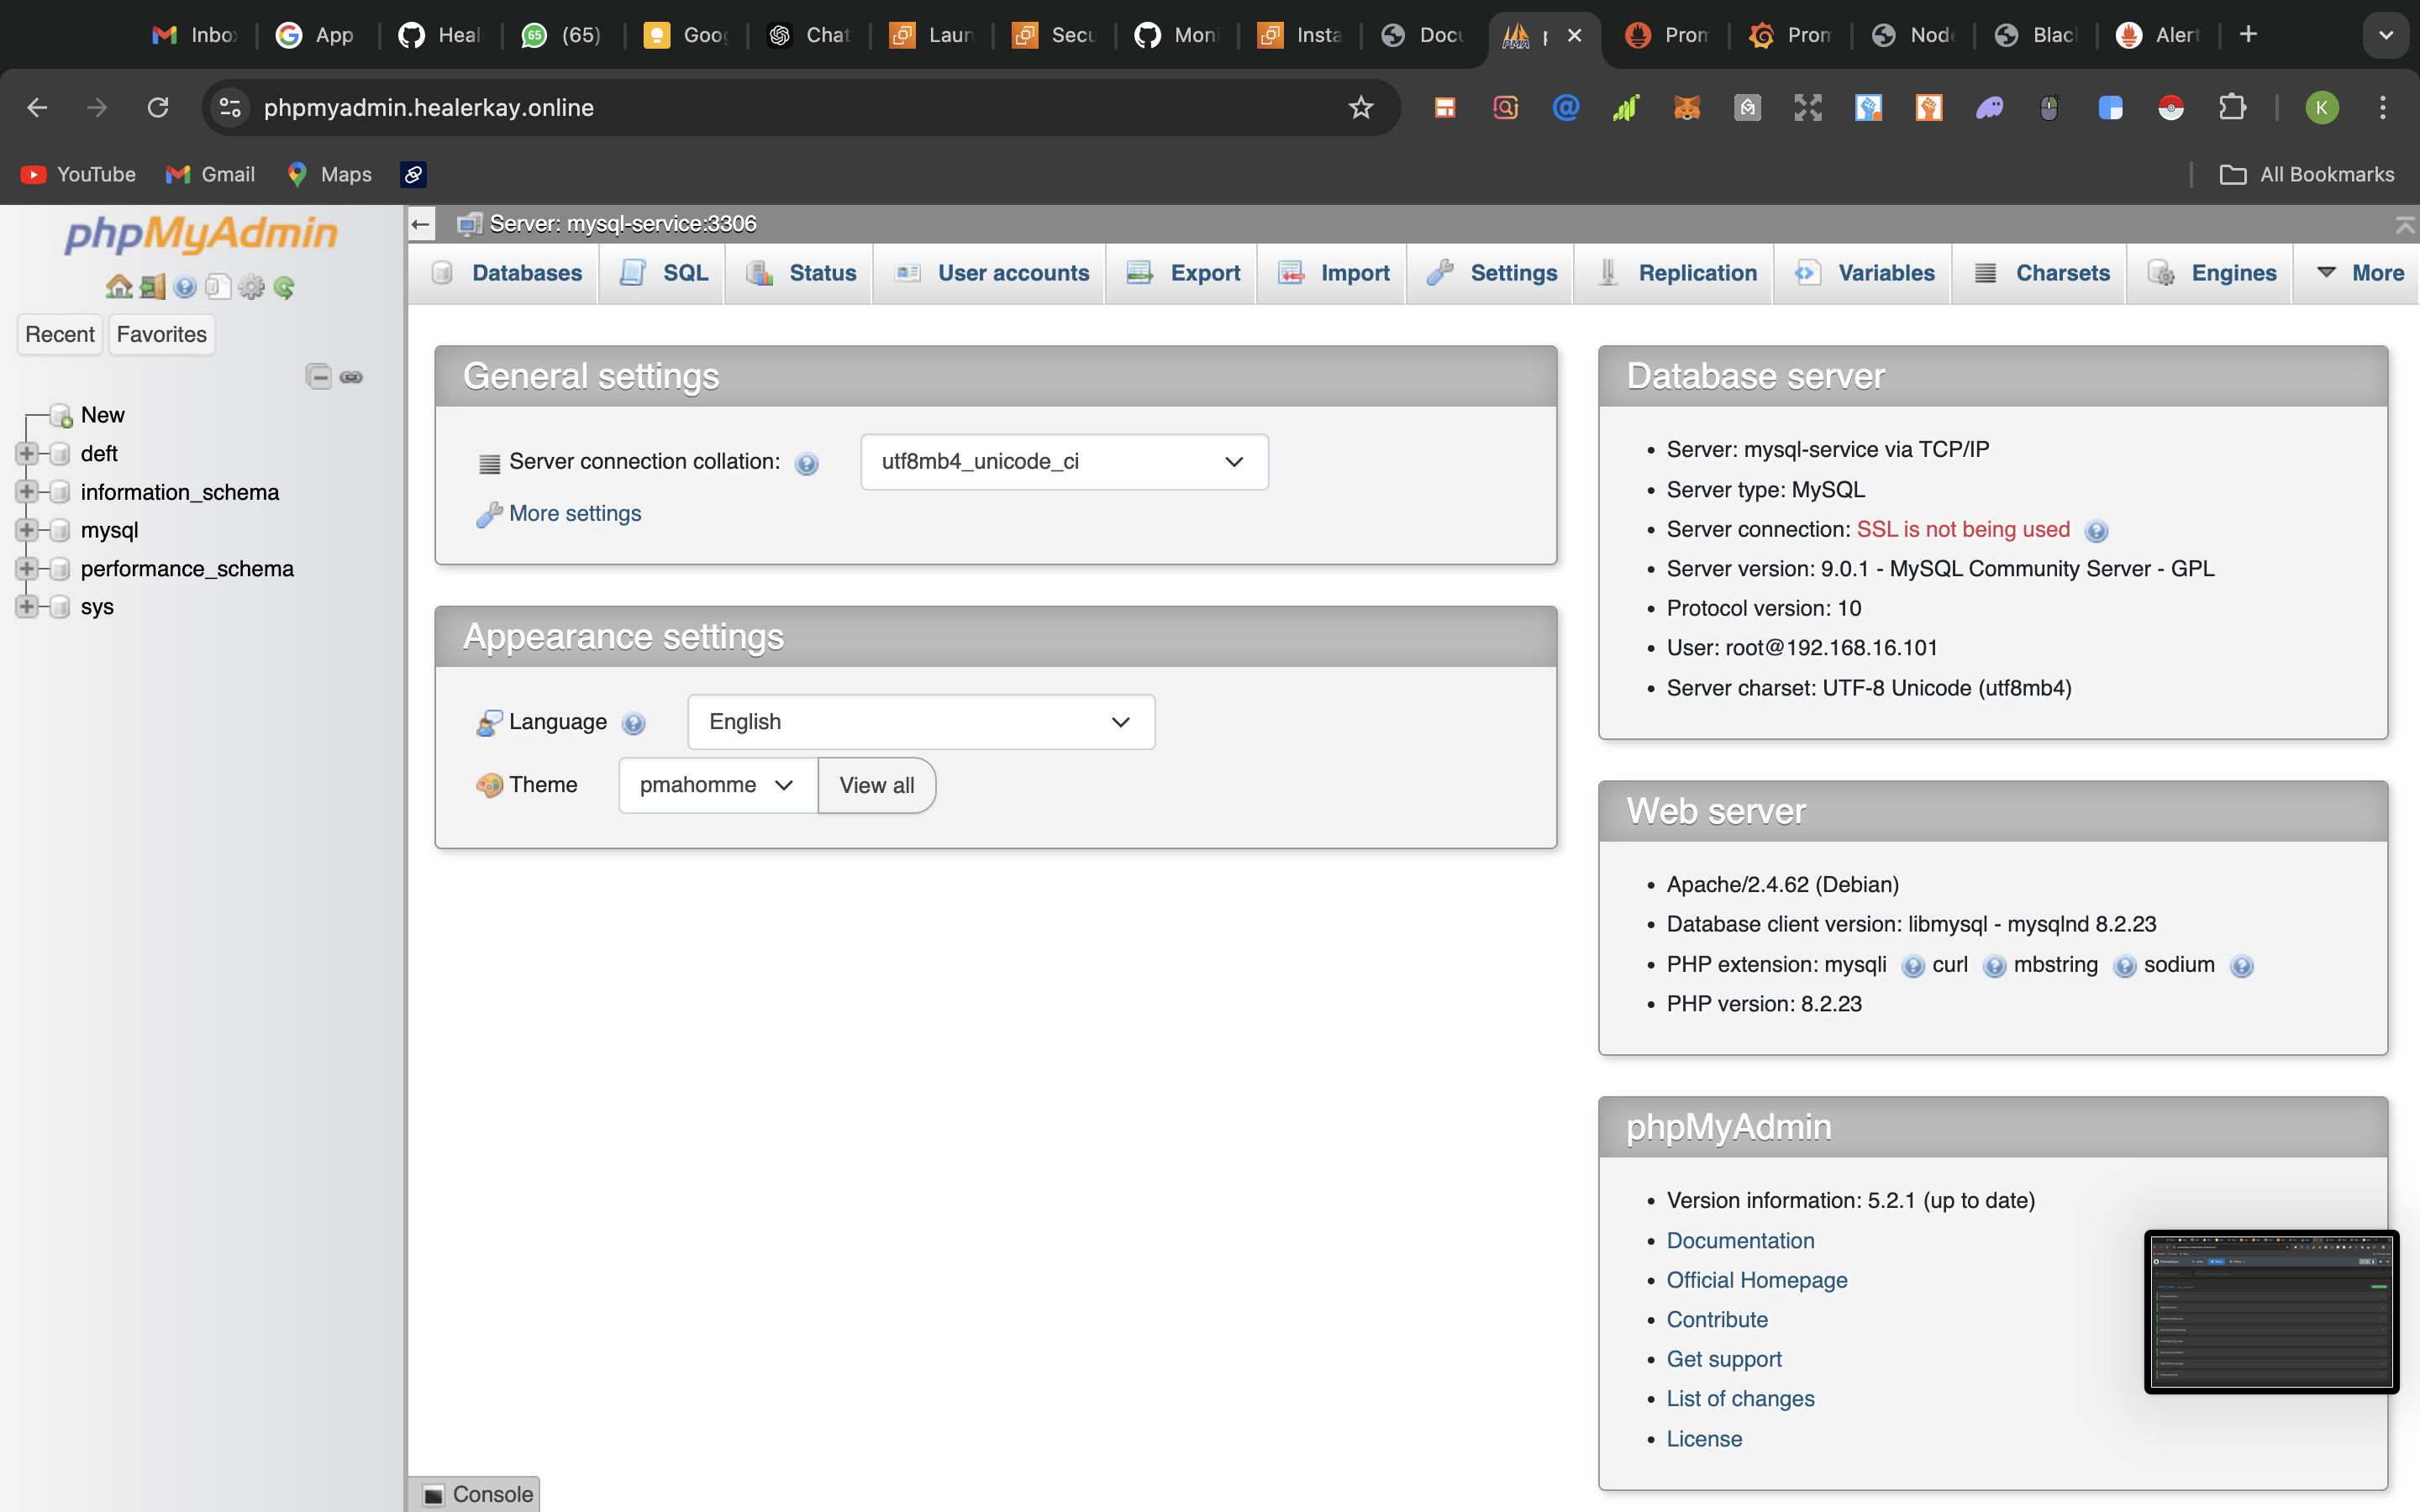 Inbo
App
Heal
65
(65)
Goog
Chat
Laun
Secu
Moni
Insta
Docu
Prom
Prom
Node
Blac
Alert
phpmyadmin.healerkay.online
K
YouTube
Gmail
Maps
All Bookmarks
phpMyAdmin
Recent
Favorites
New
deft
information_schema
mysql
performance_schema
sys
Server: mysql-service:3306
Databases
SQL
Status
User accounts
Export
Import
Settings
Replication
Variables
Charsets
Engines
More
General settings
Server connection collation:
utf8mb4_unicode_ci
More settings
Appearance settings
Language
English
Theme
pmahomme
View all
Database server
Server: mysql-service via TCP/IP
Server type: MySQL
Server connection: SSL is not being used
Server version: 9.0.1 - MySQL Community Server - GPL
Protocol version: 10
User: root@192.168.16.101
Server charset: UTF-8 Unicode (utf8mb4)
Web server
Apache/2.4.62 (Debian)
Database client version: libmysql - mysqlnd 8.2.23
PHP extension: mysqli curl mbstring sodium
PHP version: 8.2.23
phpMyAdmin
Version information: 5.2.1 (up to date)
Documentation
Official Homepage
Contribute
Get support
List of changes
License
Console